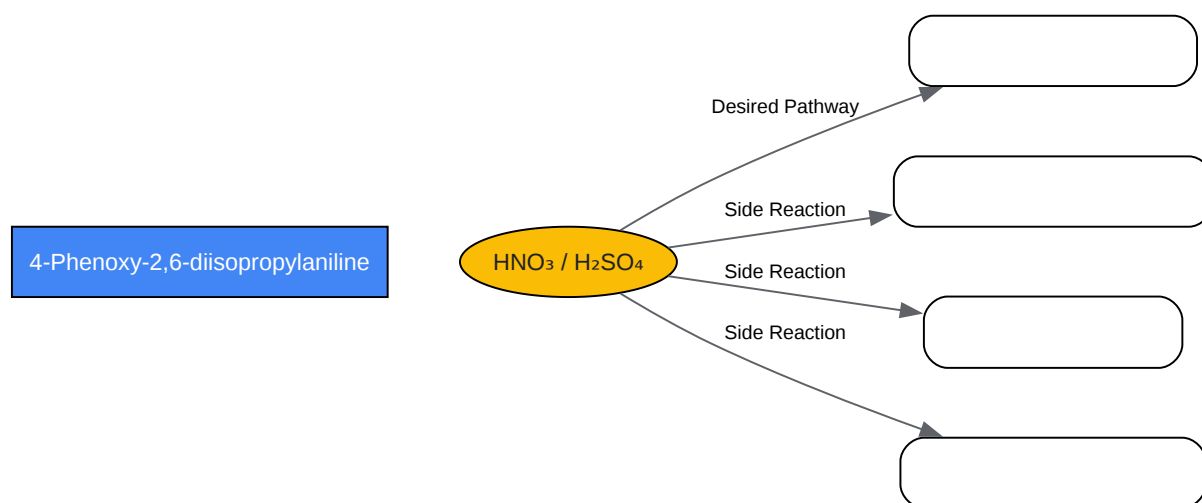 Desired Pathway
Side Reaction
4-Phenoxy-2,6-diisopropylaniline
HNO₃ / H₂SO₄
Side Reaction
Side Reaction